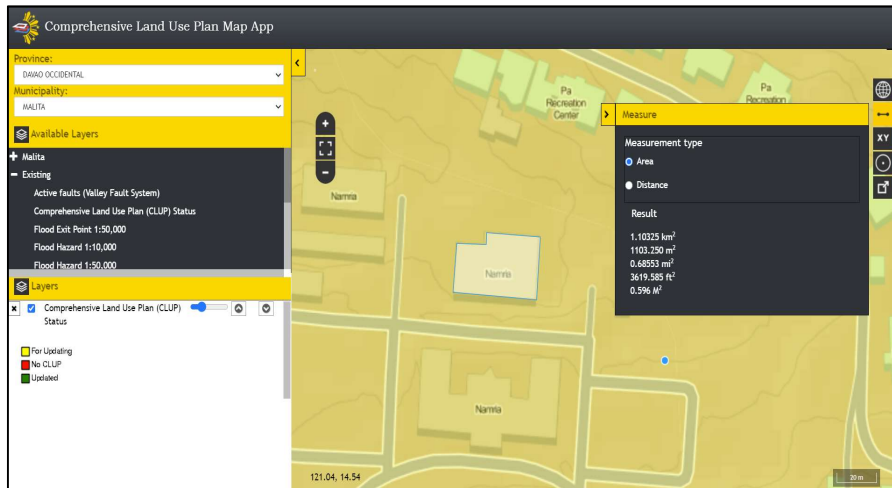 Comprehensive Land Use Plan Map App
Province:
DAVAO OCCIDENTAL
Municipality:
MALITA
Available Layers
Malita
Existing
Active faults (Valley Fault System)
Comprehensive Land Use Plan (CLUP) Status
Flood Exit Point 1:50,000
Flood Hazard 1:10,000
Flood Hazard 1:50,000
Layers
Comprehensive Land Use Plan (CLUP)
Status
For Updating
No CLUP
Updated
Pa
Recreation
Center
Pa
Recreation
Namria
Namria
Namria
121.04, 14.54
20 m
Measure
Measurement type
Area
Distance
Result
1.10325 km²
1103.250 m²
0.68553 mi²
3619.585 ft²
0.596 M²
XY